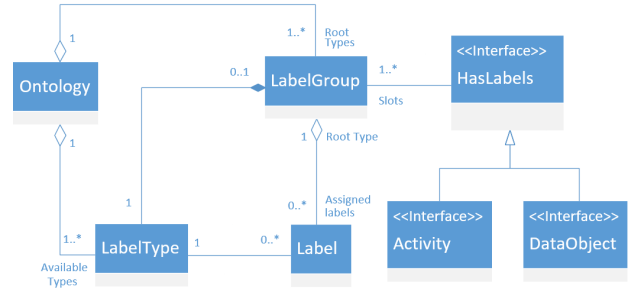 1
1..*
Root
Types
<<Interface>>
HasLabels
Ontology
0..1
LabelGroup
1..*
Slots
1
1
Root Type
1
0..*
Assigned
labels
<<Interface>>
Activity
<<Interface>>
DataObject
1..*
LabelType
1
0..*
Label
Available
Types